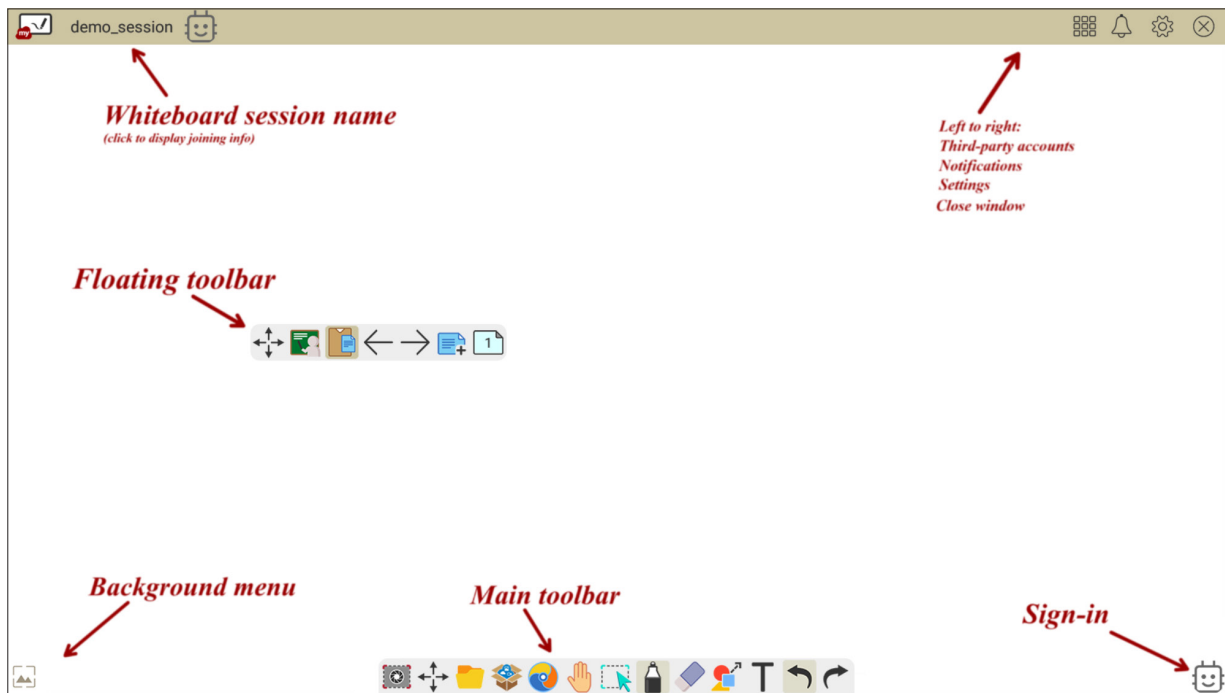 my
demo_session
Whiteboard session name
(click to display joining info)
Left to right:
Third-party accounts
Notifications
Settings
Close window
Floating toolbar
1
Background menu
Main toolbar
Sign-in
T